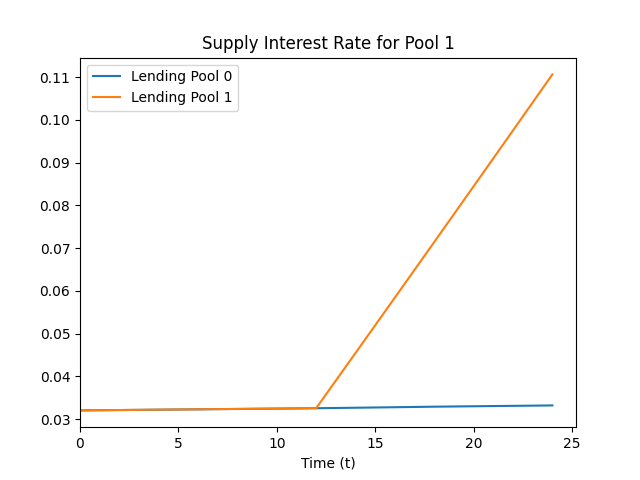 Supply Interest Rate for Pool 1
Lending Pool 0
Lending Pool 1
0.11
0.10
0.09
0.08
0.07
0.06
0.05
0.04
0.03
0 5 10 15 20 25
Time (t)